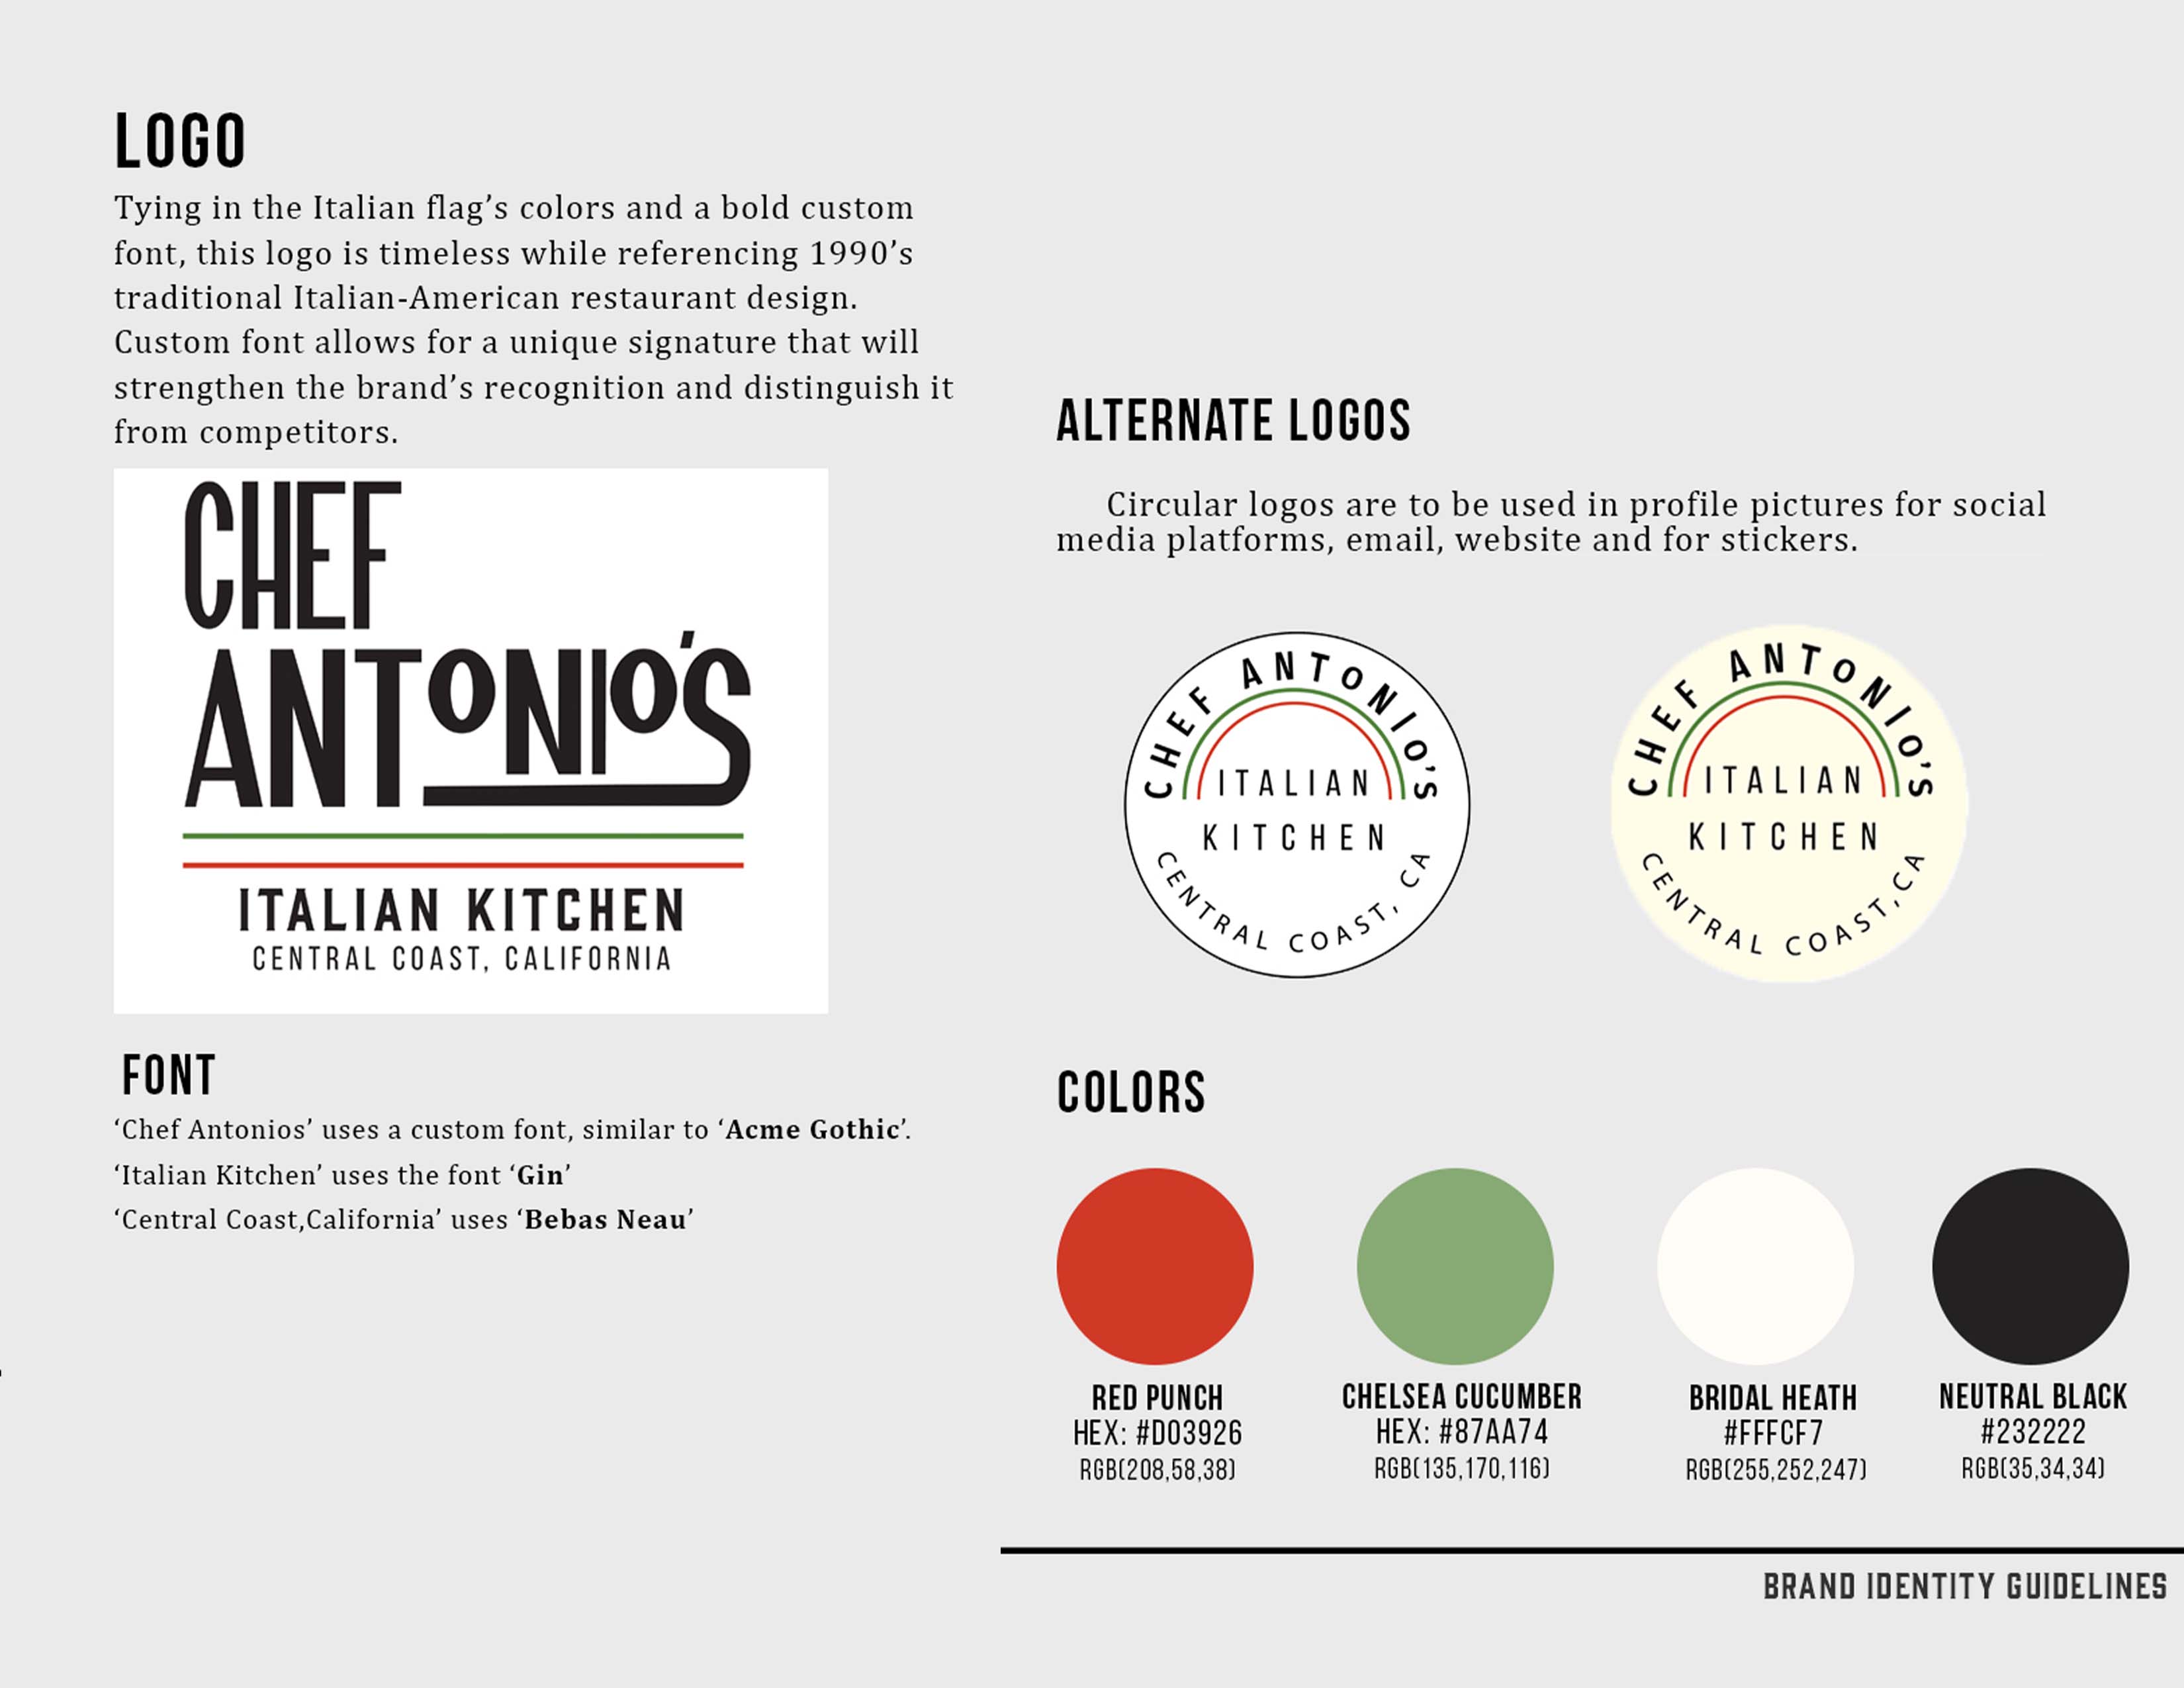 LOGO
Tying in the Italian flag’s colors and a bold custom
font, this logo is timeless while referencing 1990’s
traditional Italian-American restaurant design.
Custom font allows for a unique signature that will
strengthen the brand’s recognition and distinguish it
from competitors.
CHEF
ANTONIO'S
ITALIAN KITCHEN
CENTRAL COAST, CALIFORNIA
FONT
‘Chef Antonios’ uses a custom font, similar to ‘Acme Gothic’.
‘Italian Kitchen’ uses the font ‘Gin’
‘Central Coast,California’ uses ‘Bebas Neau’
ALTERNATE LOGOS
Circular logos are to be used in profile pictures for social
media platforms, email, website and for stickers.
CHEF ANTONIO’S
ITALIAN
KITCHEN
CENTRAL COAST, CA
CHEF ANTONIO’S
ITALIAN
KITCHEN
CENTRAL COAST, CA
COLORS
RED PUNCH
HEX: #D03926
RGB(208,58,38)
CHELSEA CUCUMBER
HEX: #87AA74
RGB(135,170,116)
BRIDAL HEATH
#FFFCF7
RGB(255,252,247)
NEUTRAL BLACK
#232222
RGB(35,34,34)
BRAND IDENTITY GUIDELINES